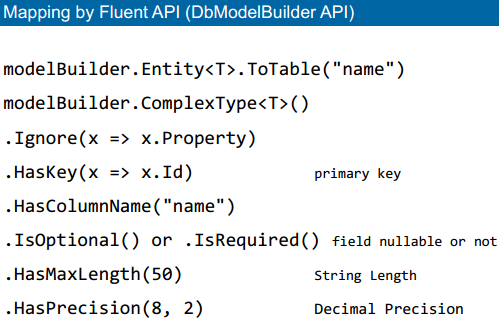 Mapping by Fluent API (DbModelBuilder API)
modelBuilder.Entity<T>.ToTable("name")
modelBuilder.ComplexType<T>()
.Ignore(x => x.Property)
.HasKey(x => x.Id) primary key
.HasColumnName("name")
.IsOptional() or .IsRequired() field nullable or not
.HasMaxLength(50) String Length
.HasPrecision(8, 2) Decimal Precision